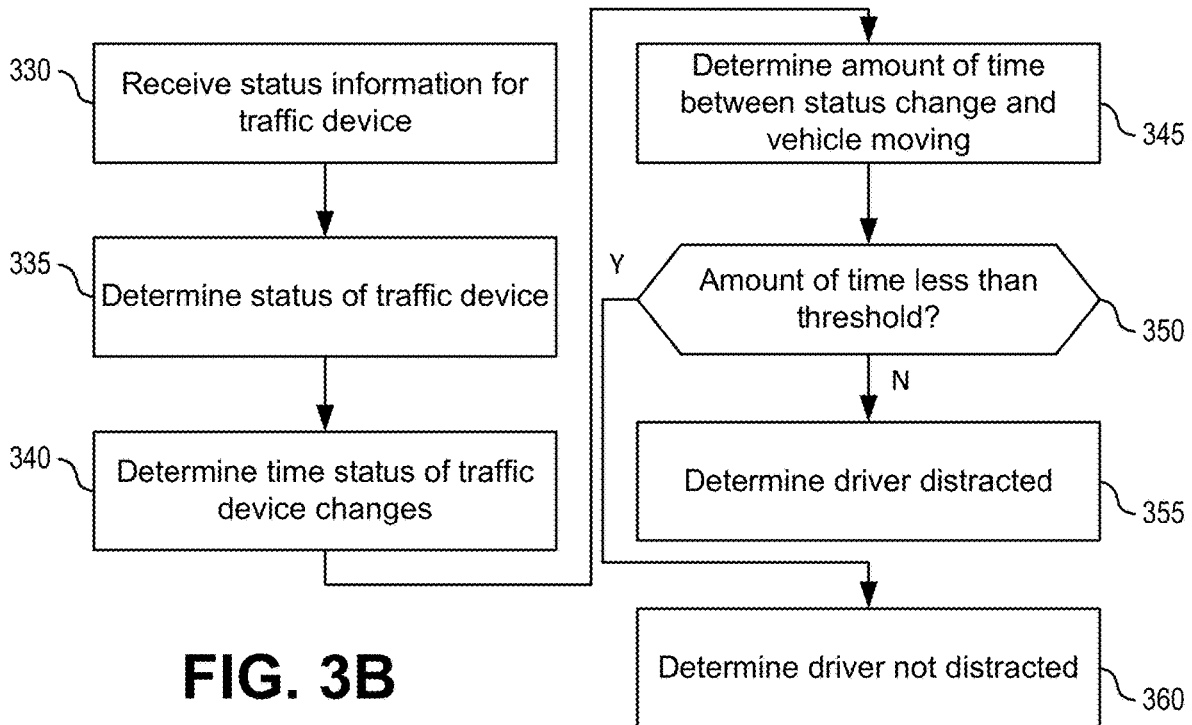 330
Receive status information for
traffic device
335
Determine status of traffic device
340
Determine time status of traffic
device changes
Determine amount of time
between status change and
vehicle moving
345
Y
Amount of time less than
threshold?
350
N
Determine driver distracted
355
Determine driver not distracted
360
FIG. 3B